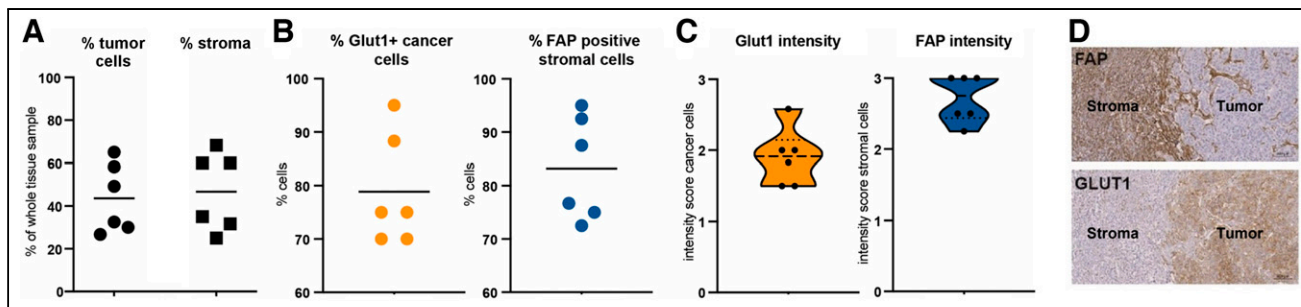 A
% tumor
cells
% stroma
% of whole tissue sample
100
80
60
40
20
0
B
% Glut1+ cancer
cells
% cells
100
90
80
70
60
% FAP positive
stromal cells
% cells
100
90
80
70
60
C
Glut1 intensity
intensity score cancer cells
3
2
1
0
FAP intensity
intensity score stromal cells
3
2
1
0
D
FAP
Stroma
Tumor
GLUT1
Stroma
Tumor